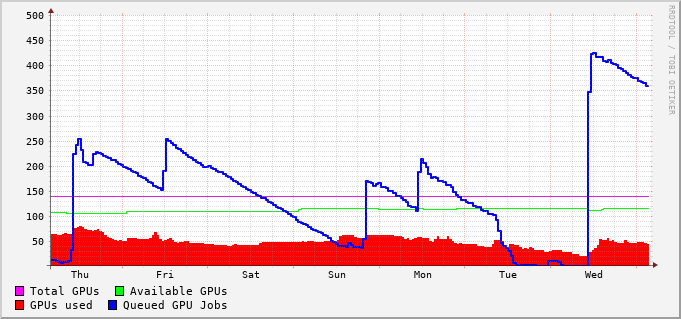 500
450
400
350
300
250
200
150
100
50
Thu Fri Sat Sun Mon Tue Wed
Total GPUs Available GPUs
GPUs used Queued GPU Jobs
RRDTOOL / TOBI OETIKER